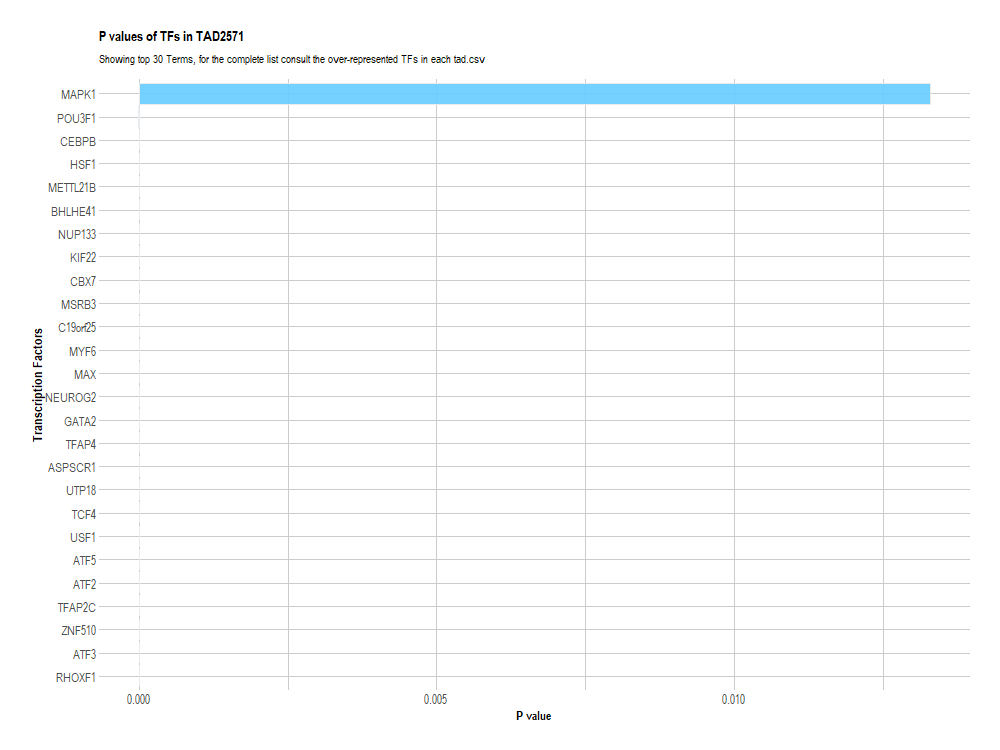 P values of TFs in TAD2571
Showing top 30 Terms, for the complete list consult the over-represented TFs in each tad.csv
MAPK1
POU3F1
CEBPB
HSF1
METTL21B
BHLHE41
NUP133
KIF22
CBX7
MSRB3
C19orf25
MYF6
MAX
NEUROG2
GATA2
TFAP4
ASPSCR1
UTP18
TCF4
USF1
ATF5
ATF2
TFAP2C
ZNF510
ATF3
RHOXF1
Transcription Factors
0.000 0.005 0.010
P value